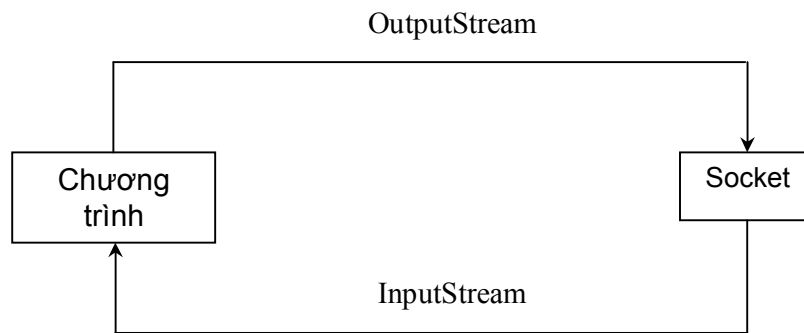 OutputStream
Chương
trình
Socket
InputStream